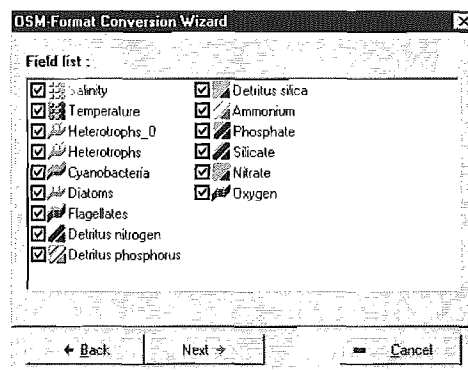 OSM-Format Conversion Wizard
Field list :
Salinity
Temperature
Heterotrophs_0
Heterotrophs
Cyanobacteria
Diatoms
Flagellates
Detritus nitrogen
Detritus phosphorus
Detritus silica
Ammonium
Phosphate
Silicate
Nitrate
Oxygen
← Back
Next →
Cancel